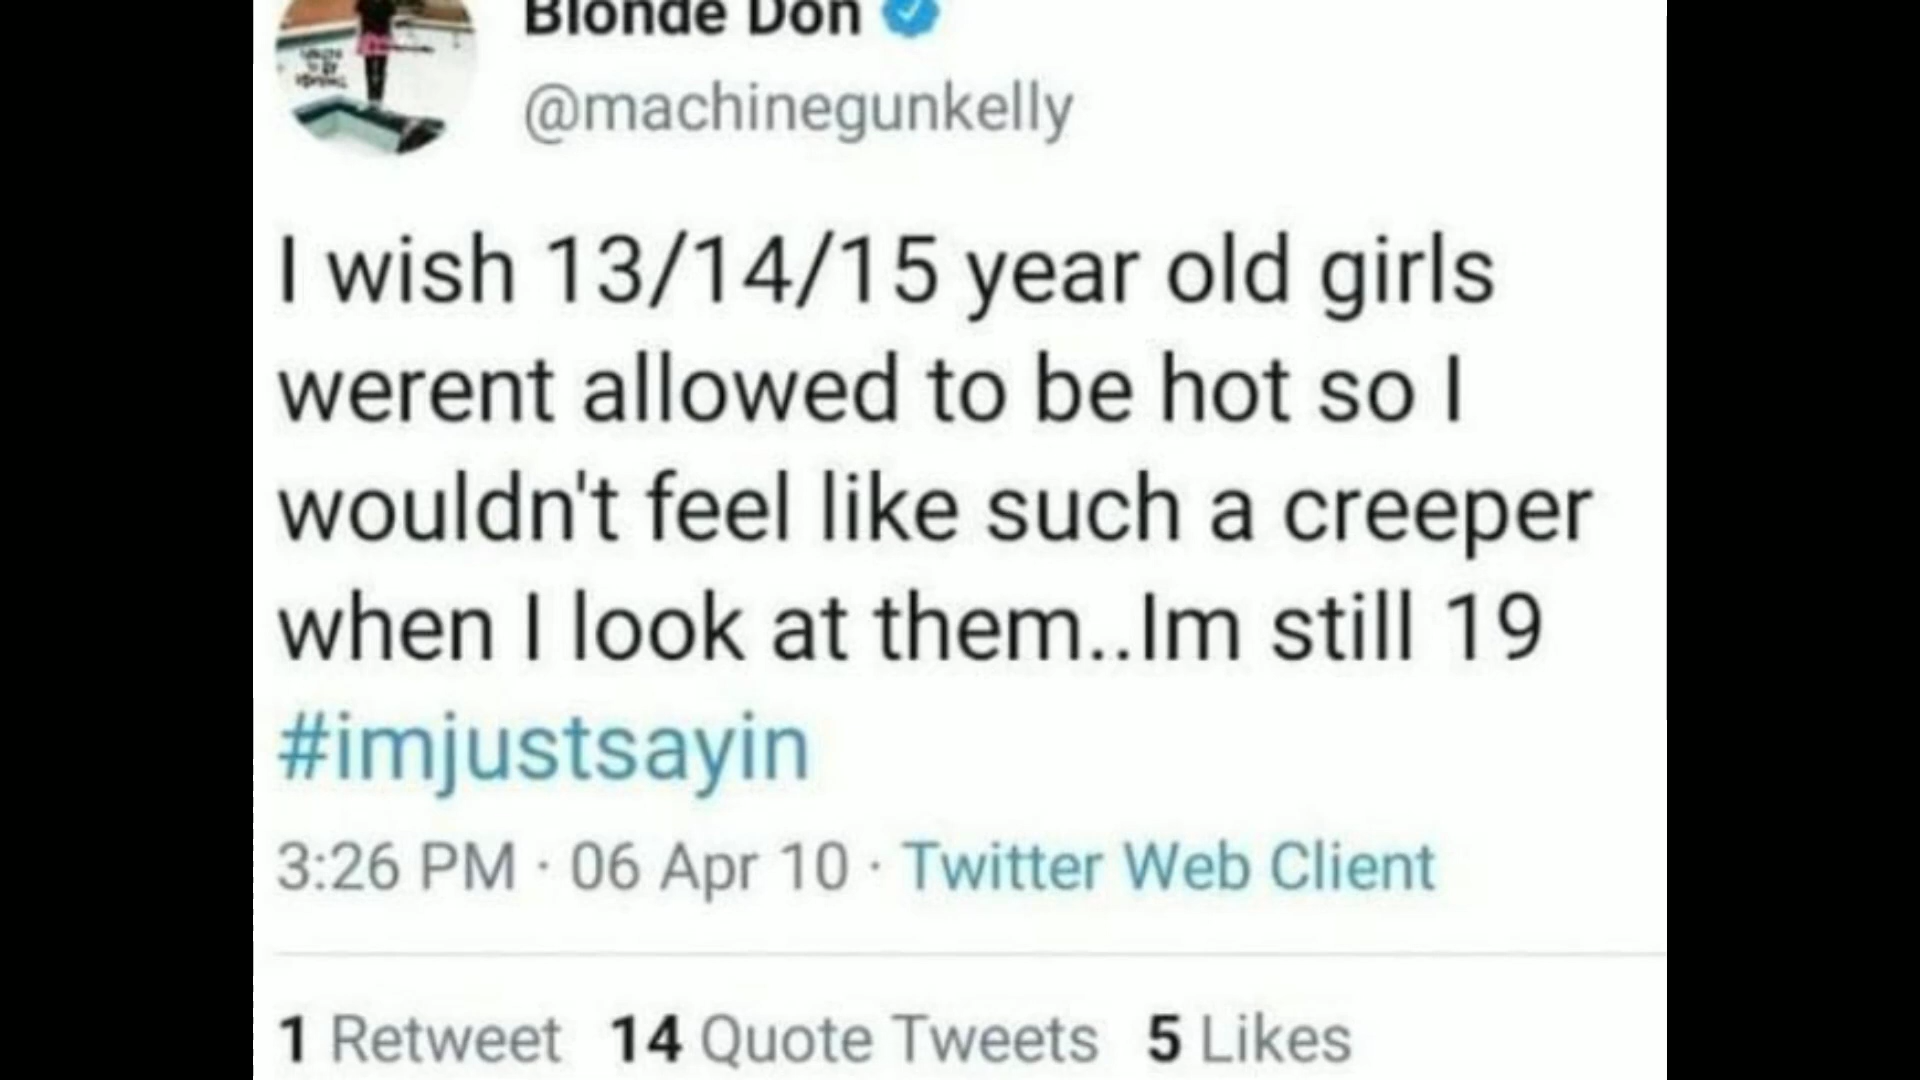 Blonde Don
@machinegunkelly
I wish 13/14/15 year old girls
werent allowed to be hot so I
wouldn't feel like such a creeper
when I look at them..Im still 19
#imjustsayin
3:26 PM · 06 Apr 10 · Twitter Web Client
1 Retweet 14 Quote Tweets 5 Likes